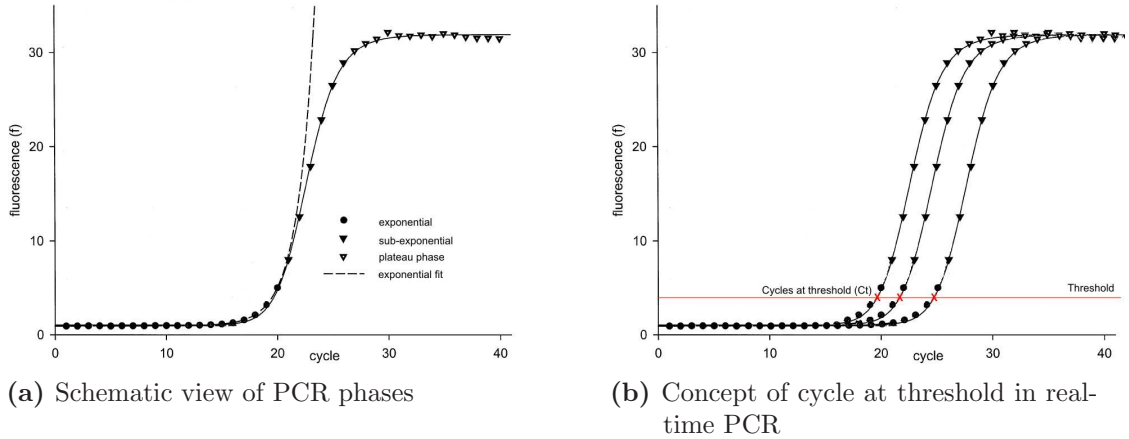 30
20
10
0
fluorescence (f)
0
10
20
30
40
cycle
exponential
sub-exponential
plateau phase
exponential fit
(a) Schematic view of PCR phases
30
20
10
0
fluorescence (f)
Cycles at threshold (Ct)
Threshold
0
20
30
40
cycle
(b) Concept of cycle at threshold in real-
time PCR